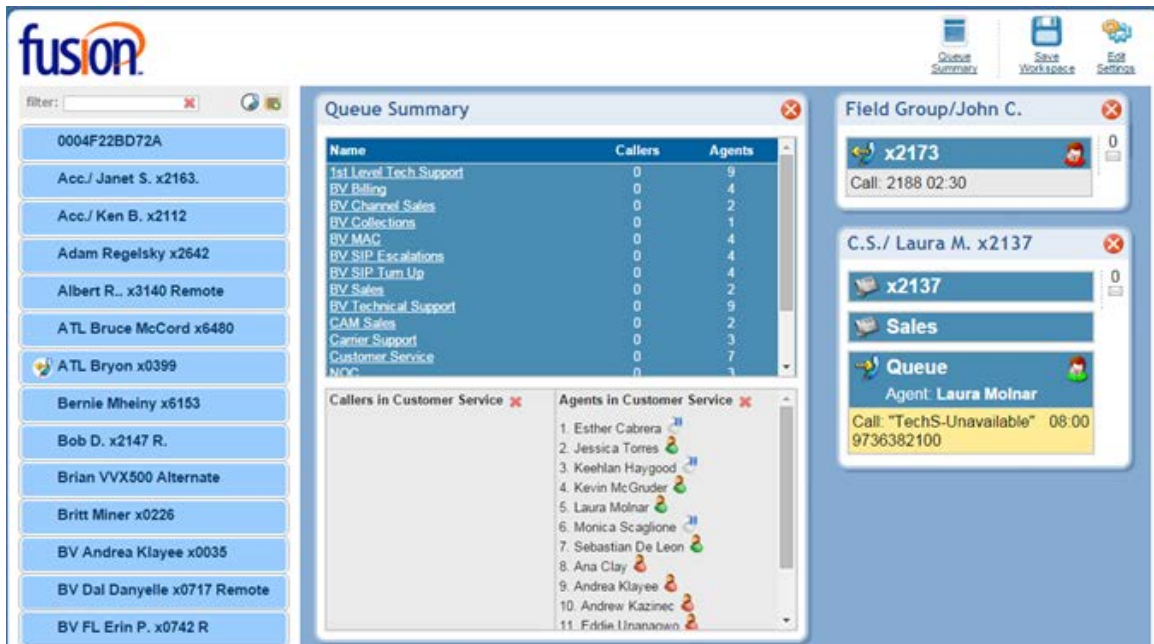 fusion
Queue
Summary
Save
Workspace
Edit
Settings
filter:
0004F22BD72A
Acc./ Janet S. x2163.
Acc./ Ken B. x2112
Adam Regelsky x2642
Albert R.. x3140 Remote
ATL Bruce McCord x6480
ATL Bryon x0399
Bernie Mheiny x6153
Bob D. x2147 R.
Brian VVX500 Alternate
Britt Miner x0226
BV Andrea Klayee x0035
BV Dal Danyelle x0717 Remote
BV FL Erin P. x0742 R
Queue Summary
Name Callers Agents
1st Level Tech Support 0 9
BV Billing 0 4
BV Channel Sales 0 2
BV Collections 0 1
BV MAC 0 4
BV SIP Escalations 0 4
BV SIP Turn Up 0 4
BV Sales 0 2
BV Technical Support 0 9
CAM Sales 0 2
Carrier Support 0 3
Customer Service 0 7
NOC 0 3
Callers in Customer Service
Agents in Customer Service
1. Esther Cabrera
2. Jessica Torres
3. Keehlan Haygood
4. Kevin McGruder
5. Laura Molnar
6. Monica Scaglione
7. Sebastian De Leon
8. Ana Clay
9. Andrea Klayee
10. Andrew Kazinec
11. Eddie Unanaowo
Field Group/John C.
x2173
0
Call: 2188 02:30
C.S./ Laura M. x2137
x2137
0
Sales
Queue
Agent: Laura Molnar
Call: "TechS-Unavailable" 08:00
9736382100